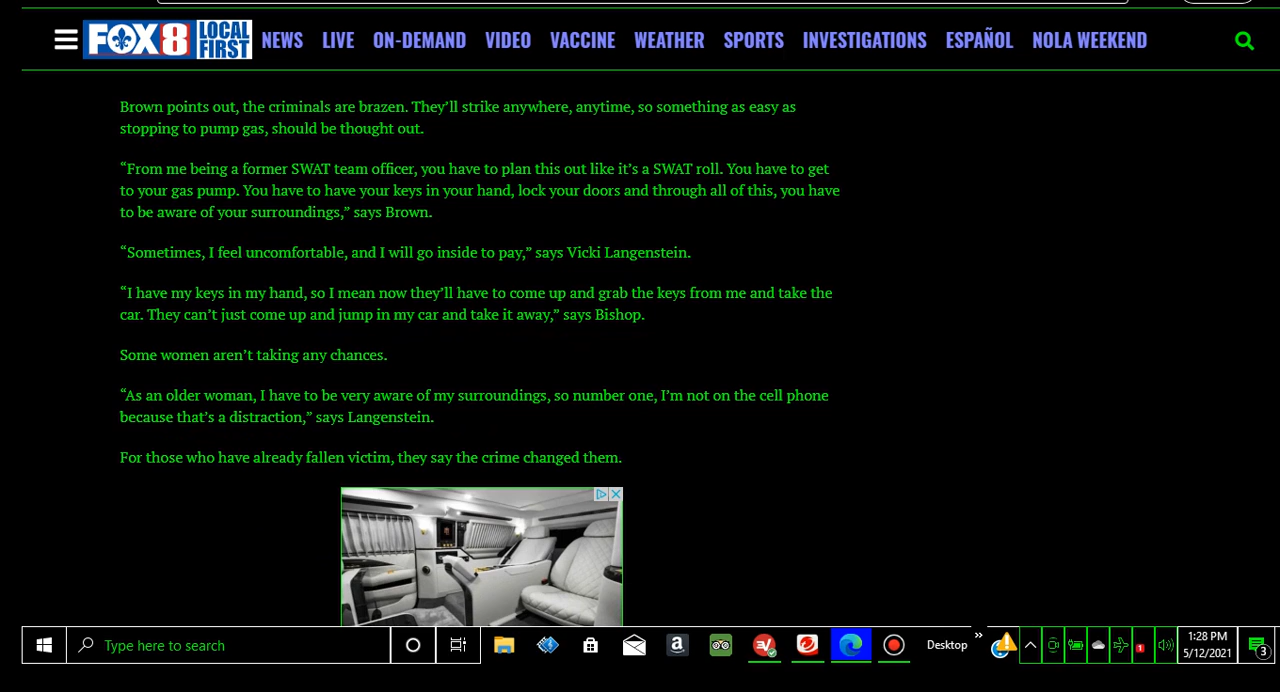 FOX 8 LOCAL FIRST NEWS LIVE ON-DEMAND VIDEO VACCINE WEATHER SPORTS INVESTIGATIONS ESPAÑOL NOLA WEEKEND
Brown points out, the criminals are brazen. They’ll strike anywhere, anytime, so something as easy as
stopping to pump gas, should be thought out.
“From me being a former SWAT team officer, you have to plan this out like it’s a SWAT roll. You have to get
to your gas pump. You have to have your keys in your hand, lock your doors and through all of this, you have
to be aware of your surroundings,” says Brown.
“Sometimes, I feel uncomfortable, and I will go inside to pay,” says Vicki Langenstein.
“I have my keys in my hand, so I mean now they’ll have to come up and grab the keys from me and take the
car. They can’t just come up and jump in my car and take it away,” says Bishop.
Some women aren’t taking any chances.
“As an older woman, I have to be very aware of my surroundings, so number one, I’m not on the cell phone
because that’s a distraction,” says Langenstein.
For those who have already fallen victim, they say the crime changed them.
Type here to search Desktop » 1 1:28 PM
5/12/2021 3